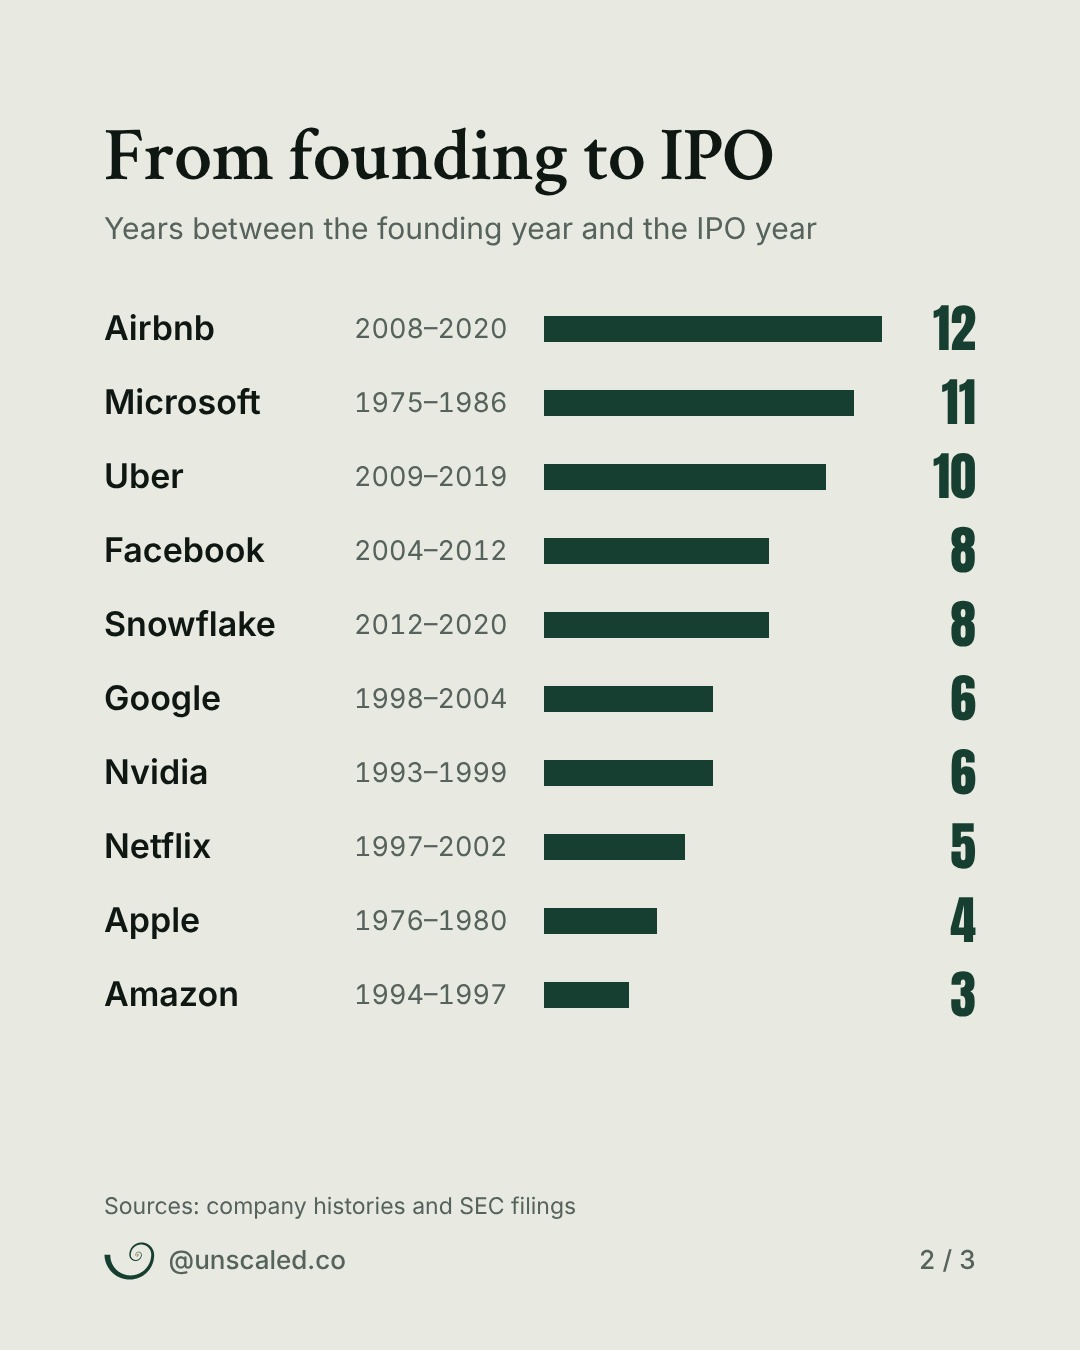 From founding to IPO
Years between the founding year and the IPO year
Airbnb 2008–2020 12
Microsoft 1975–1986 11
Uber 2009–2019 10
Facebook 2004–2012 8
Snowflake 2012–2020 8
Google 1998–2004 6
Nvidia 1993–1999 6
Netflix 1997–2002 5
Apple 1976–1980 4
Amazon 1994–1997 3
Sources: company histories and SEC filings
@unscaled.co 2 / 3